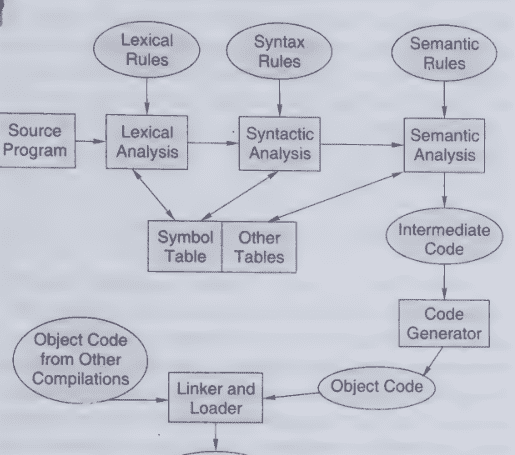 Lexical
Rules
Syntax
Rules
Semantic
Rules
Source
Program
Lexical
Analysis
Syntactic
Analysis
Semantic
Analysis
Symbol
Table
Other
Tables
Intermediate
Code
Code
Generator
Object Code
from Other
Compilations
Linker and
Loader
Object Code